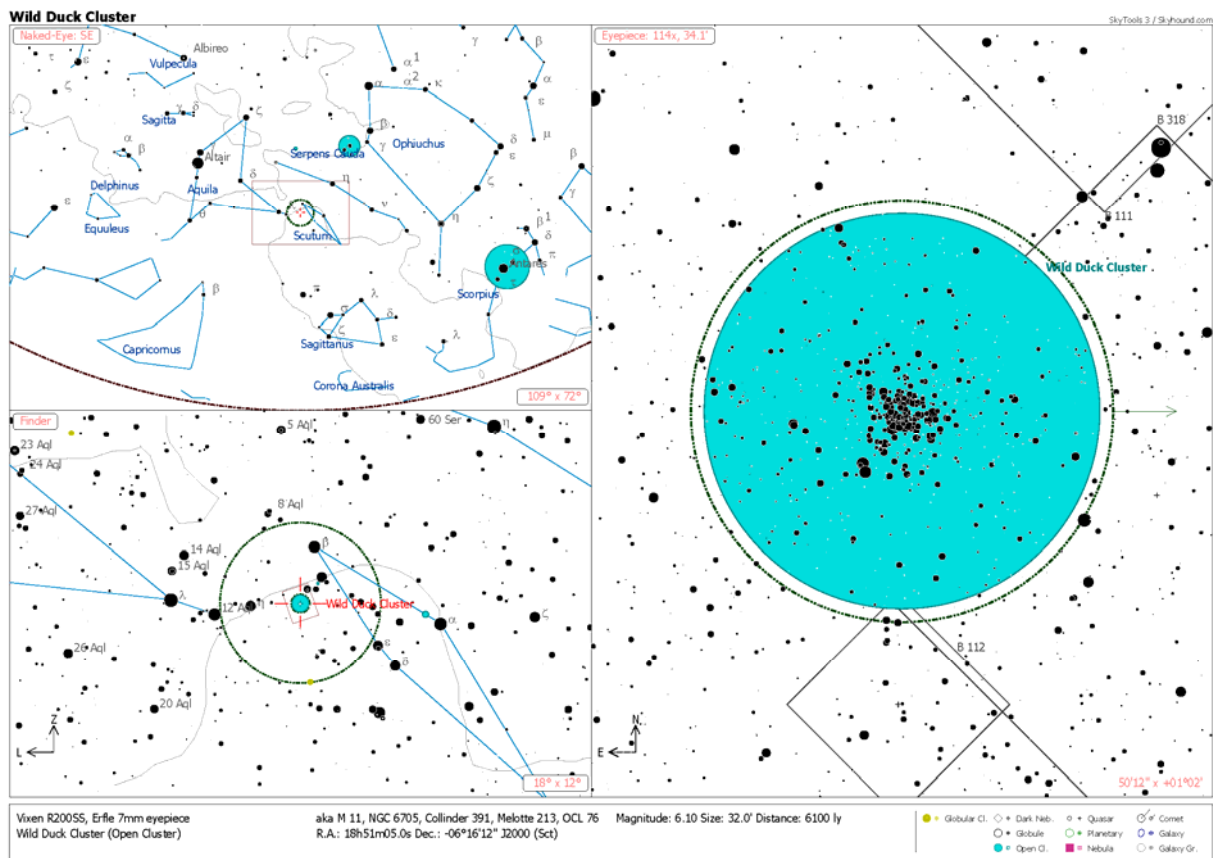 Wild Duck Cluster
SkyTools 3 / Skyhound.com
Naked-Eye: SE
Albireo
Vulpecula
τ
ε
ζ
α1
α2
α
κ
β
α
ε
μ
Sagitta
γ
δ
ζ
β
γ
Ophiuchus
δ
ε
Serpens Cauda
α
β
γ
Altair
Delphinus
Aquila
δ
η
ζ
γ
ε
θ
ν
η
β1
δ
π
Equuleus
Scutum
Antares
τ
Scorpius
β
π
σ
λ
δ
ζ
ε
λ
Sagittarius
Capricornus
Corona Australis
109° x 72°
Finder
5 Aql
60 Ser
η
23 Aql
24 Aql
27 Aql
8 Aql
14 Aql
15 Aql
β
λ
12 Aql
η
Wild Duck Cluster
α
ζ
26 Aql
ε
δ
20 Aql
Z
L
18° x 12°
Eyepiece: 114x, 34.1'
B 318
B 111
Wild Duck Cluster
B 112
N
E
50'12" x +01°02'
Vixen R200SS, Erfle 7mm eyepiece
Wild Duck Cluster (Open Cluster)
aka M 11, NGC 6705, Collinder 391, Melotte 213, OCL 76
R.A.: 18h51m05.0s Dec.: -06°16'12" J2000 (Sct)
Magnitude: 6.10 Size: 32.0' Distance: 6100 ly
Globular Cl.
Dark Neb.
Quasar
Comet
Globule
Planetary
Galaxy
Open Cl.
Nebula
Galaxy Gr.